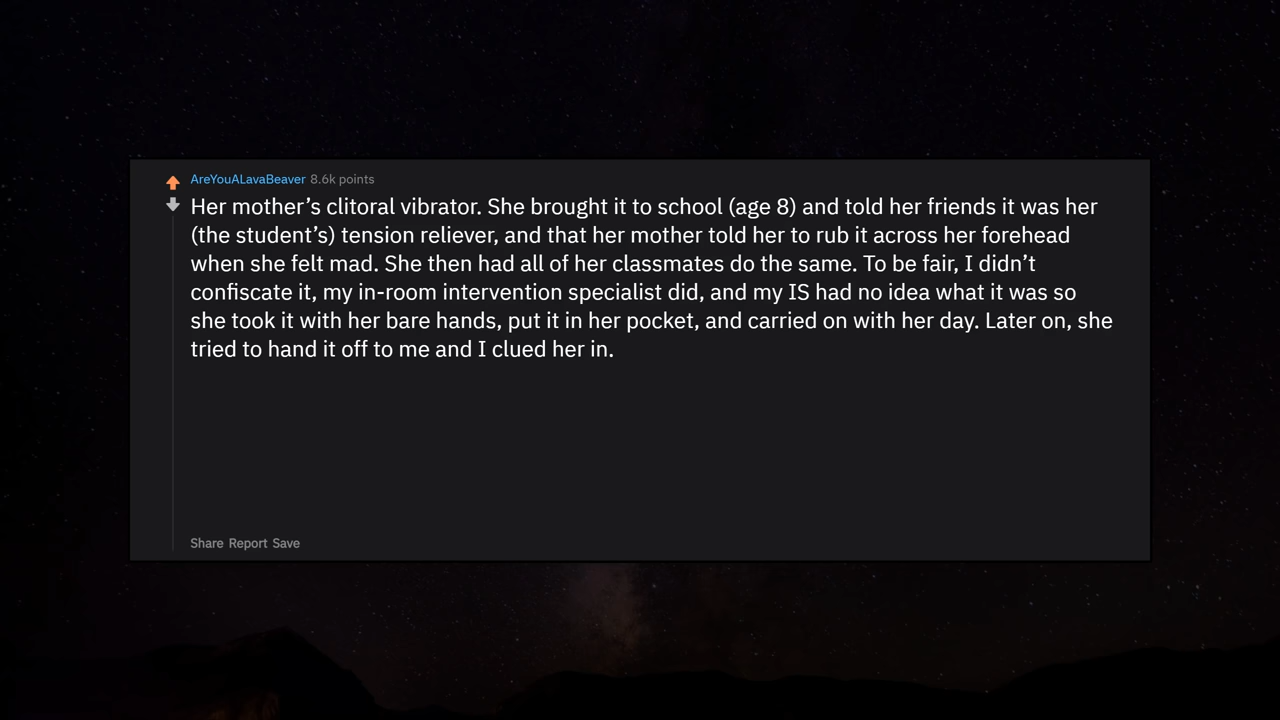 AreYouALavaBeaver 8.6k points
Her mother’s clitoral vibrator. She brought it to school (age 8) and told her friends it was her
(the student’s) tension reliever, and that her mother told her to rub it across her forehead
when she felt mad. She then had all of her classmates do the same. To be fair, I didn’t
confiscate it, my in-room intervention specialist did, and my IS had no idea what it was so
she took it with her bare hands, put it in her pocket, and carried on with her day. Later on, she
tried to hand it off to me and I clued her in.
Share Report Save